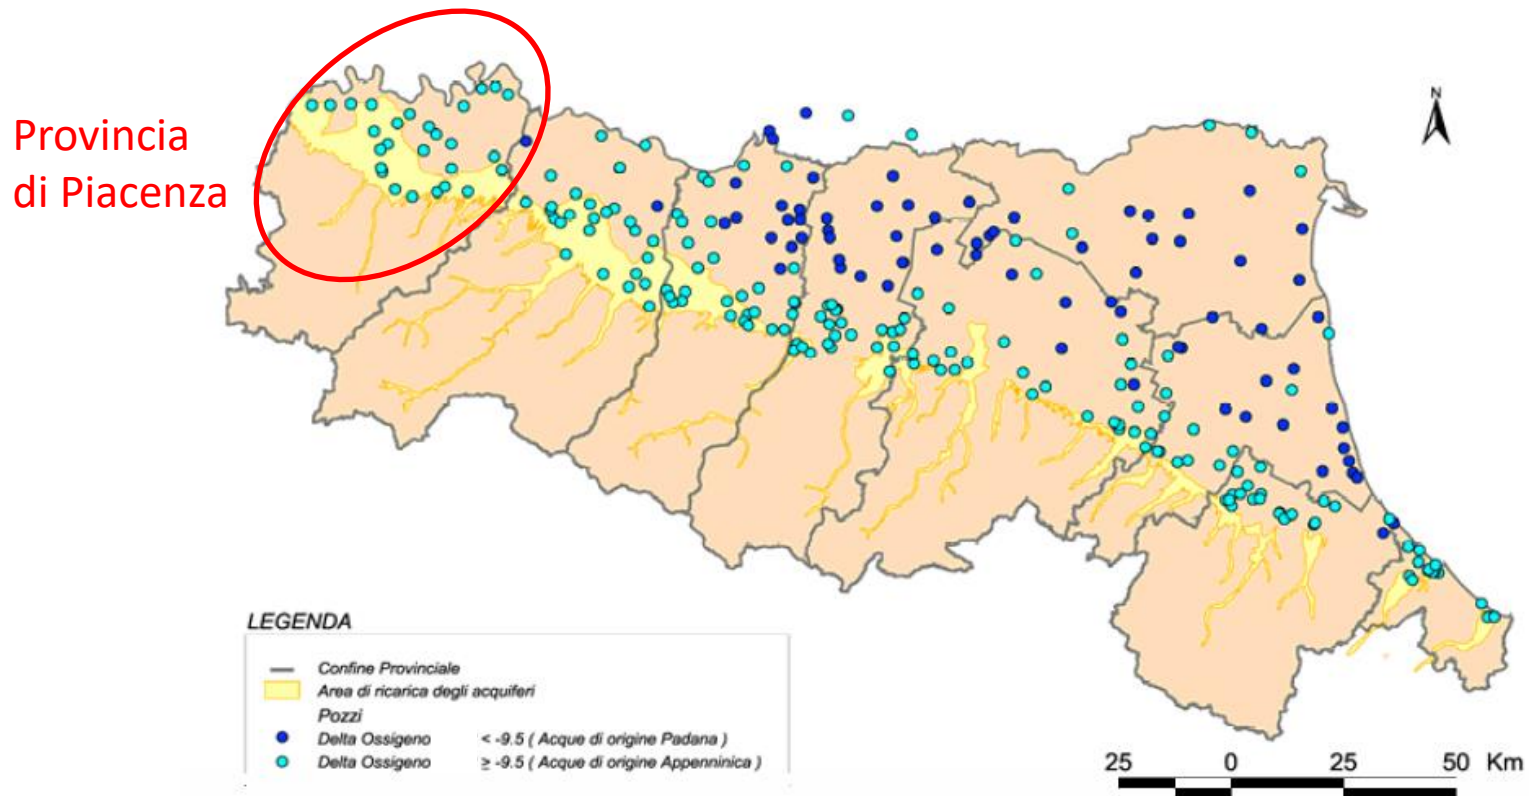 Provincia
di Piacenza
N
LEGENDA
Confine Provinciale
Area di ricarica degli acquiferi
Pozzi
Delta Ossigeno < -9.5 ( Acque di origine Padana )
Delta Ossigeno ≥ -9.5 ( Acque di origine Appenninica )
25 0 25 50 Km